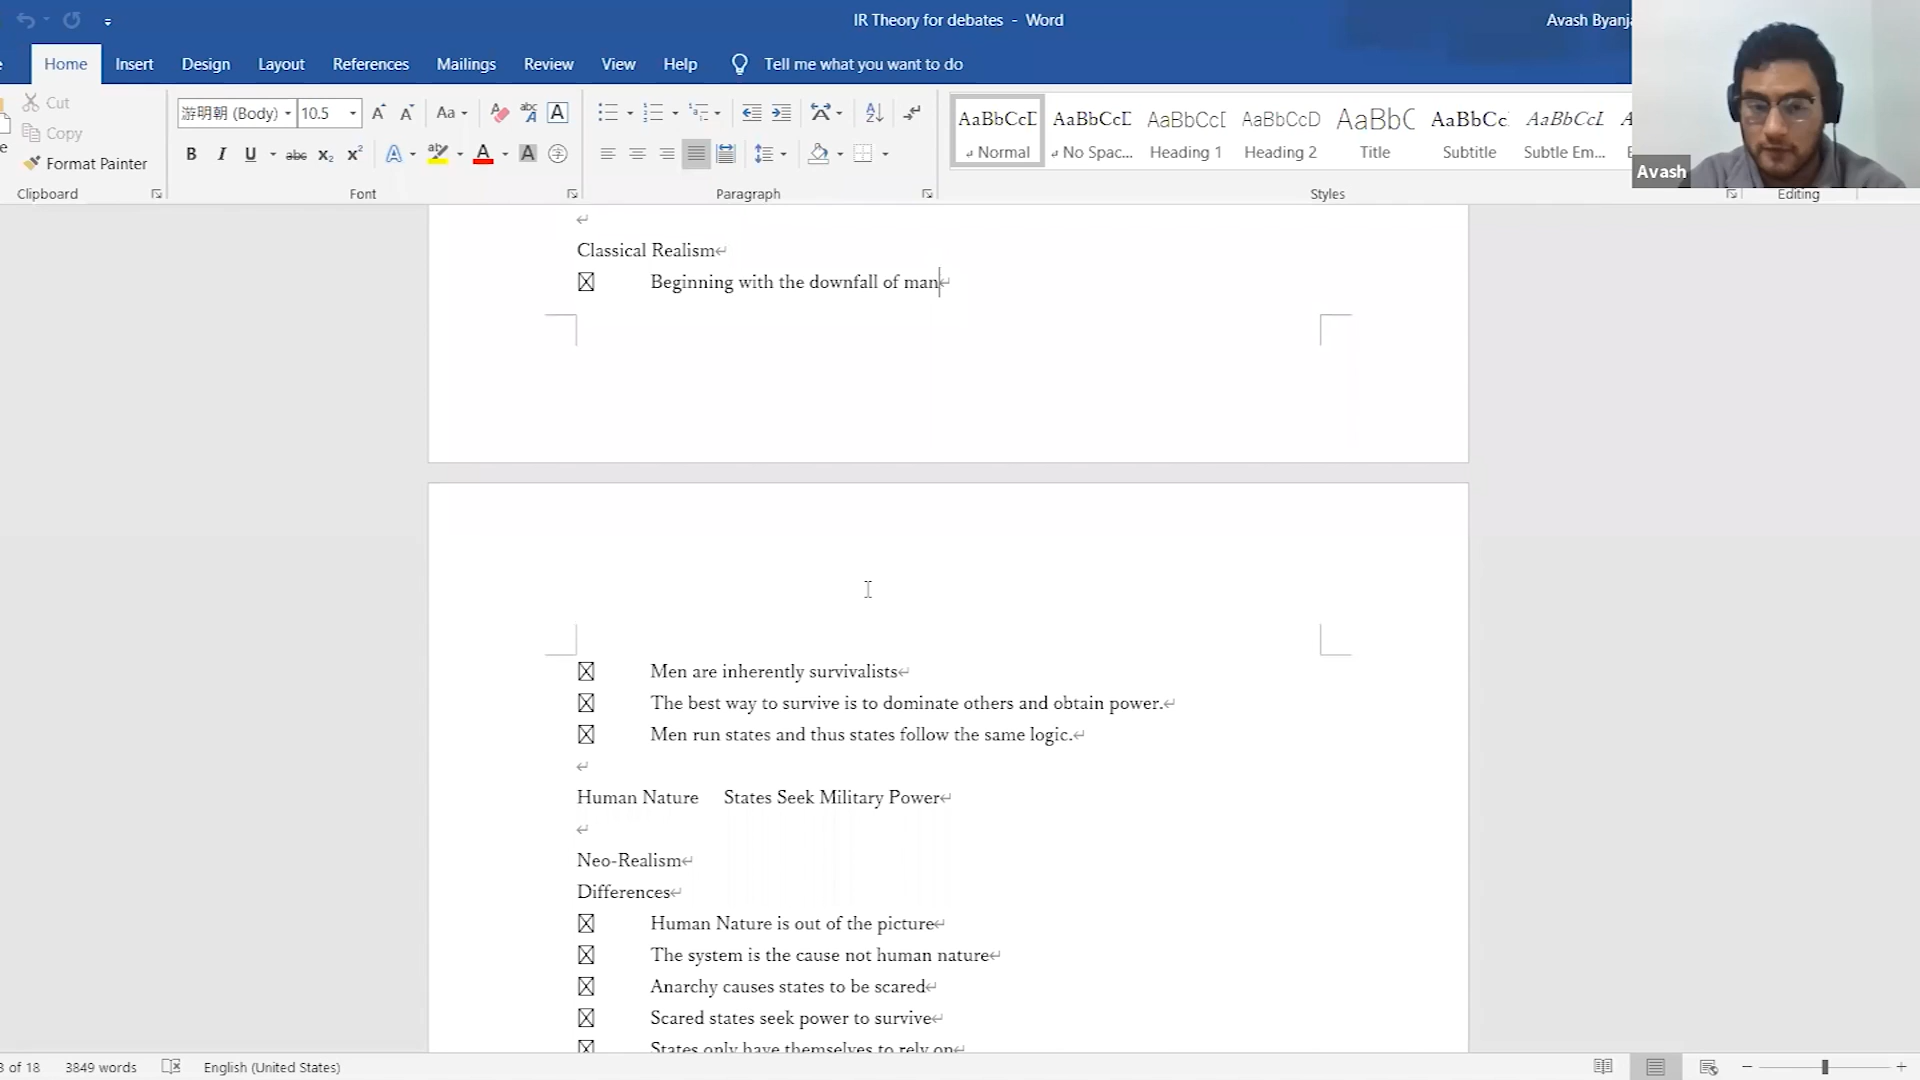 IR Theory for debates - Word
Avash Byanj
Home Insert Design Layout References Mailings Review View Help Tell me what you want to do
Cut
Copy
Format Painter
Clipboard
游明朝 (Body) 10.5
Font
Paragraph
AaBbCcD AaBbCcD AaBbC( AaBbCcD AaBbC AaBbCc AaBbCcL
Normal No Spac... Heading 1 Heading 2 Title Subtitle Subtle Em...
Styles
Editing
Avash
Classical Realism
Beginning with the downfall of man
Men are inherently survivalists
The best way to survive is to dominate others and obtain power.
Men run states and thus states follow the same logic.
Human Nature States Seek Military Power
Neo-Realism
Differences
Human Nature is out of the picture
The system is the cause not human nature
Anarchy causes states to be scared
Scared states seek power to survive
States only have themselves to rely on
of 18 3849 words English (United States)